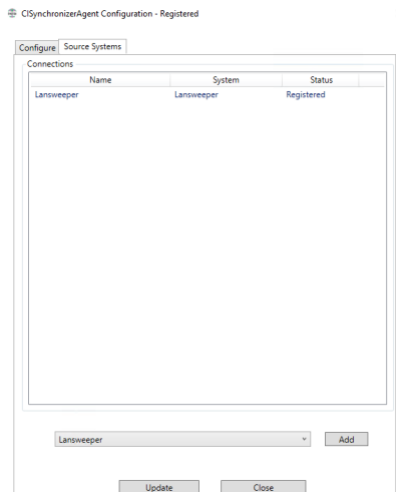 CISynchronizerAgent Configuration - Registered
Configure Source Systems
Connections
Name System Status
Lansweeper Lansweeper Registered
Lansweeper Add
Update Close